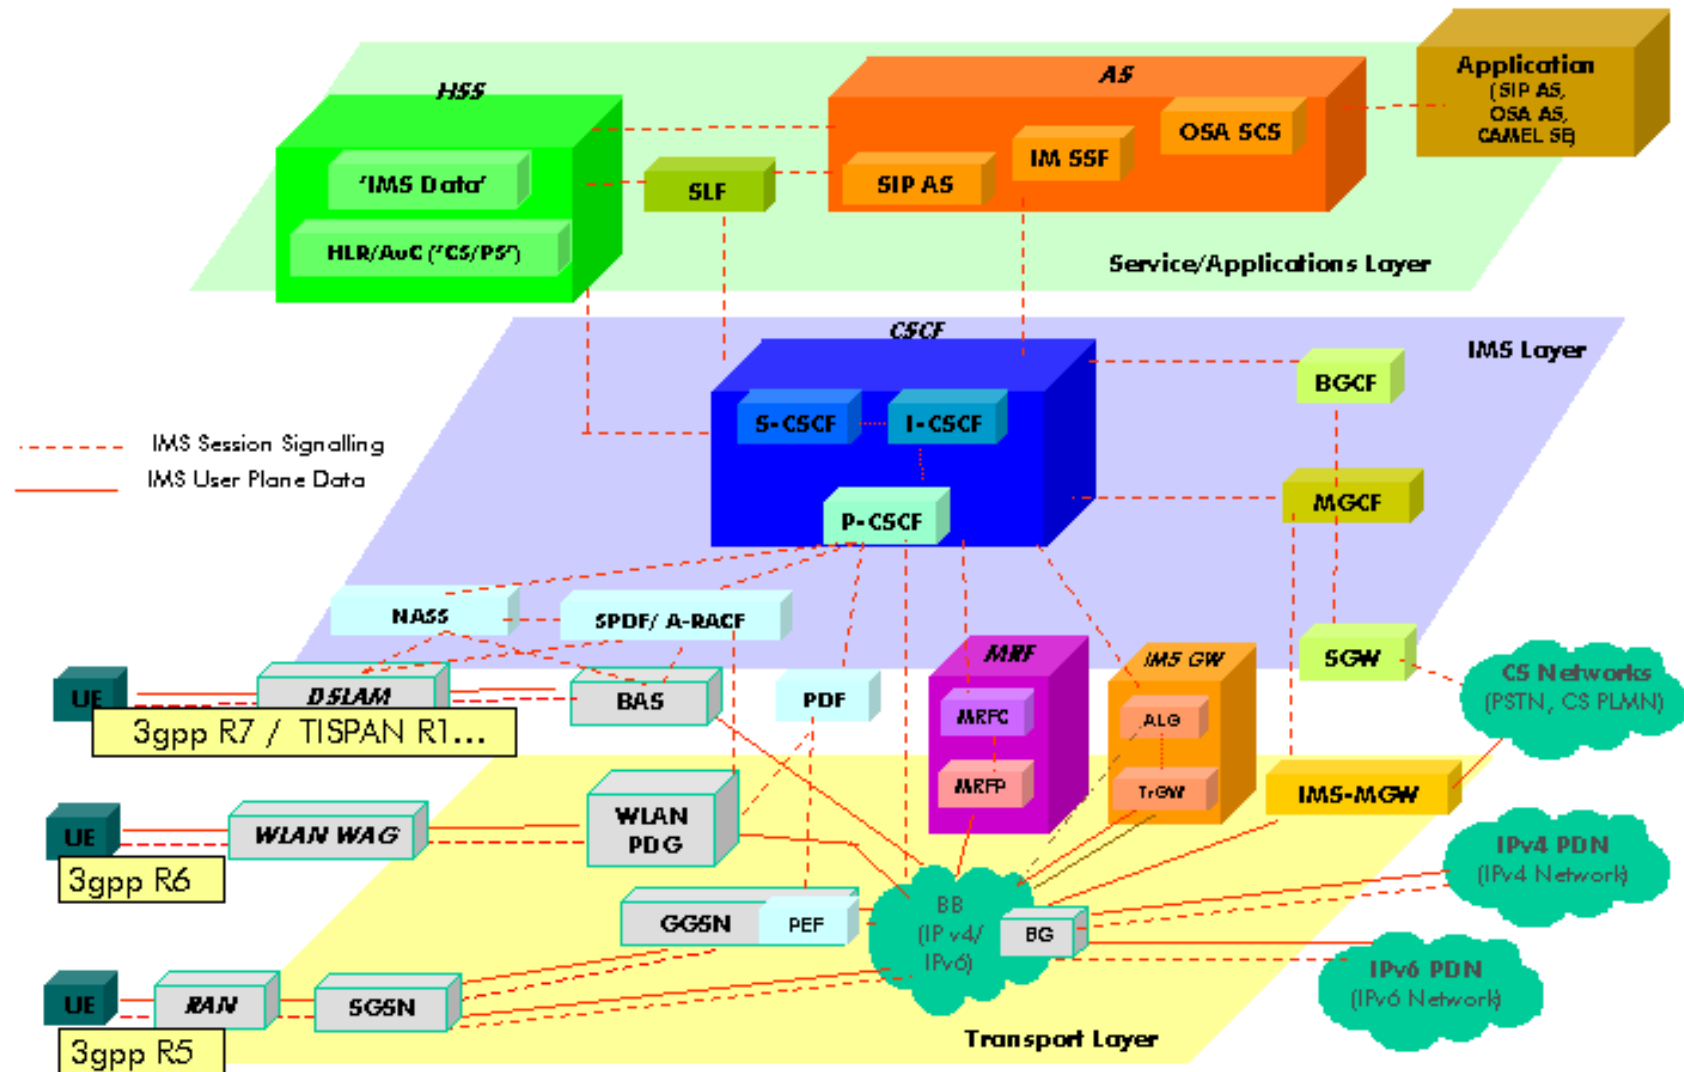 HSS
'IMS Data'
HLR/AuC ('CS/PS')
SLF
AS
SIP AS
IM SSF
OSA SCS
Application
(SIP AS,
OSA AS,
CAMEL SE)
Service/Applications Layer
CSCF
S-CSCF
I-CSCF
P-CSCF
IMS Layer
BGCF
MGCF
IMS Session Signalling
IMS User Plane Data
NASS
SPDF/ A-RACF
SGW
CS Networks
(PSTN, CS PLMN)
UE
DSLAM
BAS
PDF
3gpp R7 / TISPAN R1...
MRF
MRFC
MRFP
IMS GW
ALG
TrGW
IMS-MGW
UE
WLAN WAG
WLAN
PDG
3gpp R6
IPv4 PDN
(IPv4 Network)
GGSN
PEF
BB
(IP v4/
IPv6)
BG
IPv6 PDN
(IPv6 Network)
UE
RAN
SGSN
3gpp R5
Transport Layer